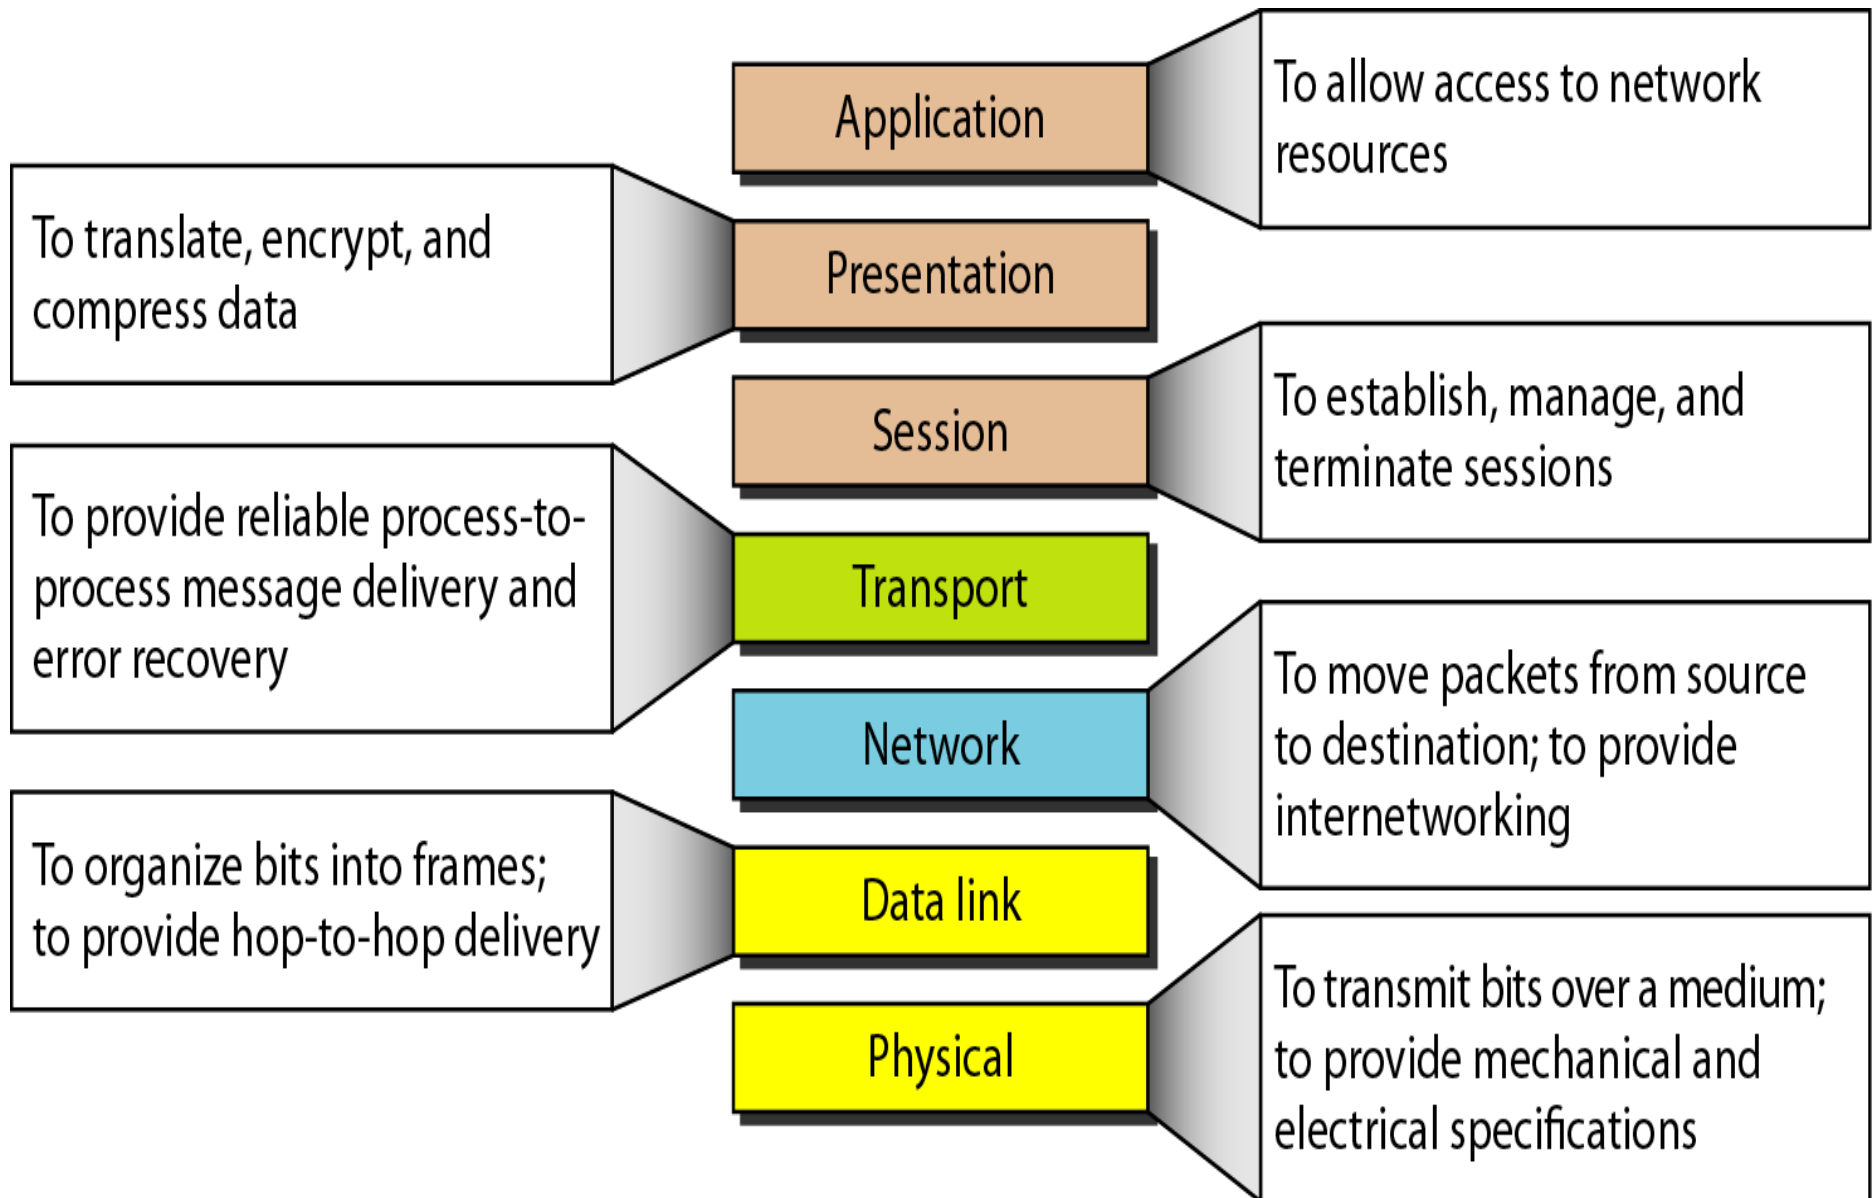 Application
To allow access to network
resources
To translate, encrypt, and
compress data
Presentation
Session
To establish, manage, and
terminate sessions
To provide reliable process-to-
process message delivery and
error recovery
Transport
Network
To move packets from source
to destination; to provide
internetworking
To organize bits into frames;
to provide hop-to-hop delivery
Data link
Physical
To transmit bits over a medium;
to provide mechanical and
electrical specifications